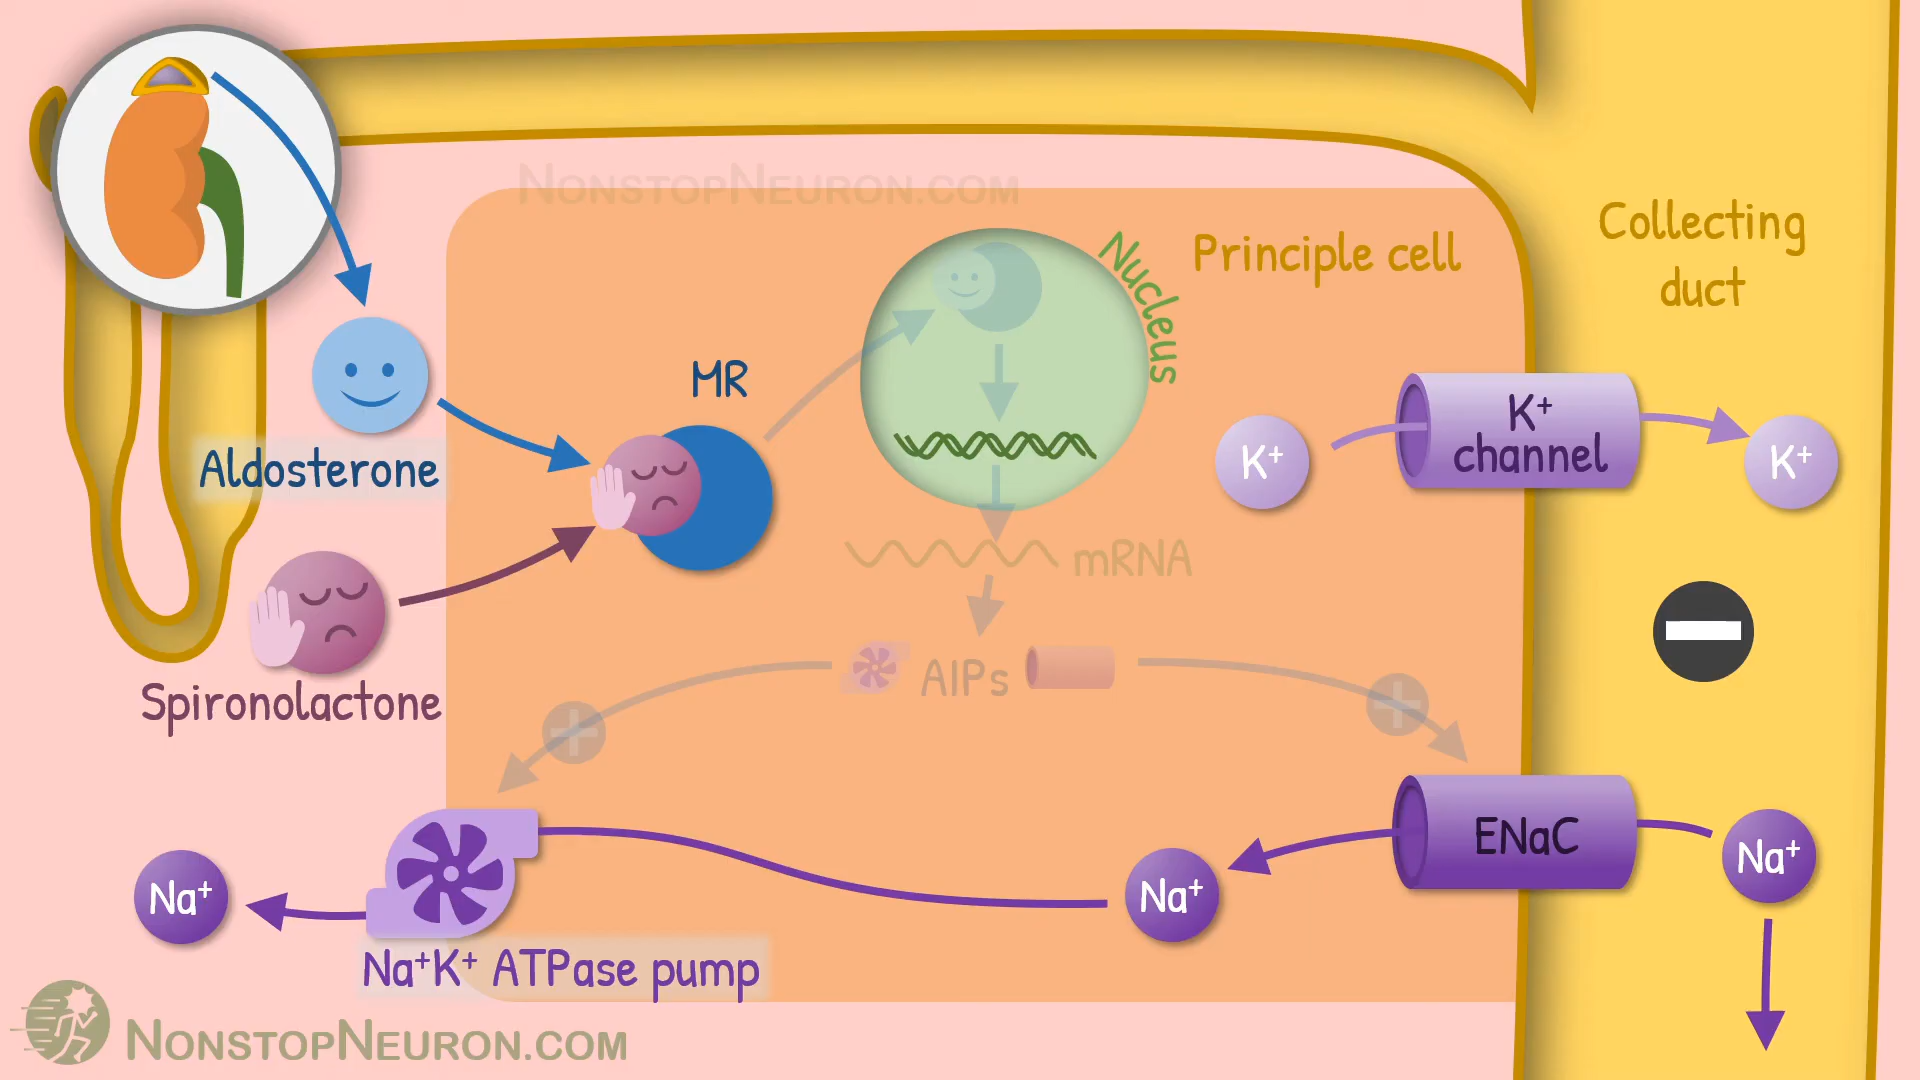 NonstopNeuron.com
Nucleus
Principle cell
Collecting
duct
MR
Aldosterone
K⁺
K⁺
channel
K⁺
mRNA
Spironolactone
AIPs
ENaC
Na⁺
Na⁺
Na⁺
Na⁺K⁺ ATPase pump
NonstopNeuron.com